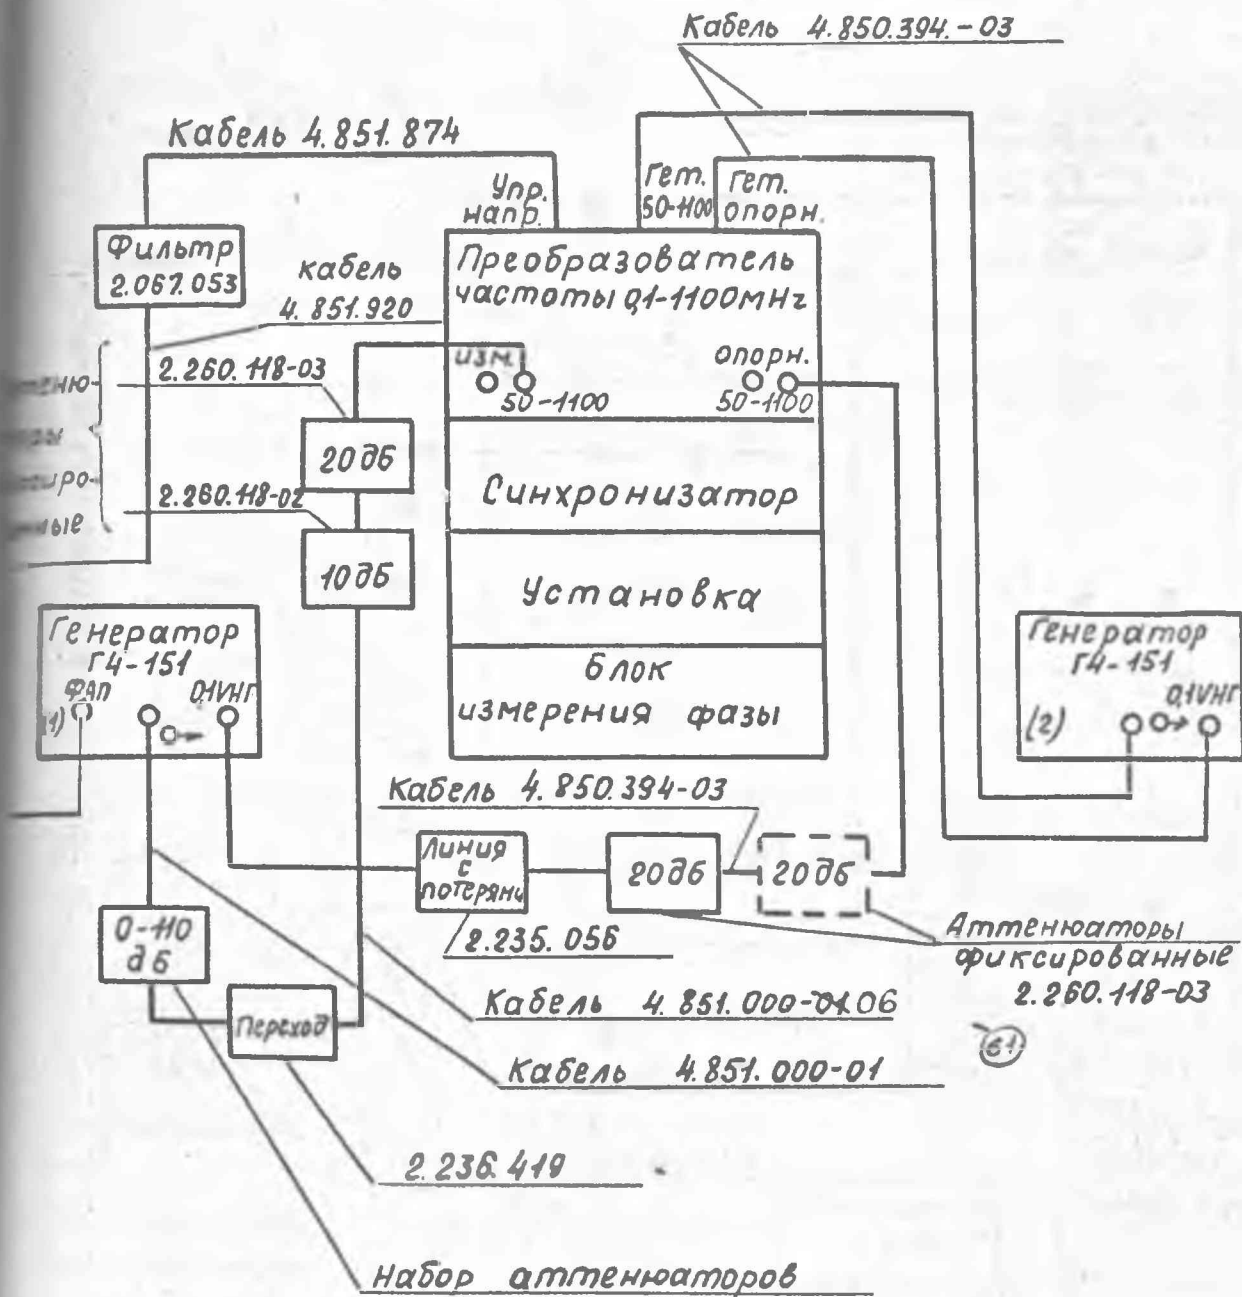 Кабель 4.850.394.-03
Кабель 4.851.874
Упр.
напр.
Гет.
50-1100
Гет.
опорн.
Фильтр
2.067.053
кабель
4.851.920
Преобразователь
частоты 0,1-1100МНz
изм.
50-1100
опорн.
50-1100
2.260.118-03
20дБ
2.260.118-02
10дБ
Синхронизатор
Установка
блок
измерения фазы
Генератор
Г4-151
ФАП
0,1VНГ
(1)
Генератор
Г4-151
0,1VНГ
(2)
Кабель 4.850.394-03
Линия
с
потерями
2.235.056
20дБ
20дБ
Аттенюаторы
фиксированные
2.260.118-03
0-110
дБ
Переход
Кабель 4.851.000-06
Кабель 4.851.000-01
2.236.419
Набор аттенюаторов